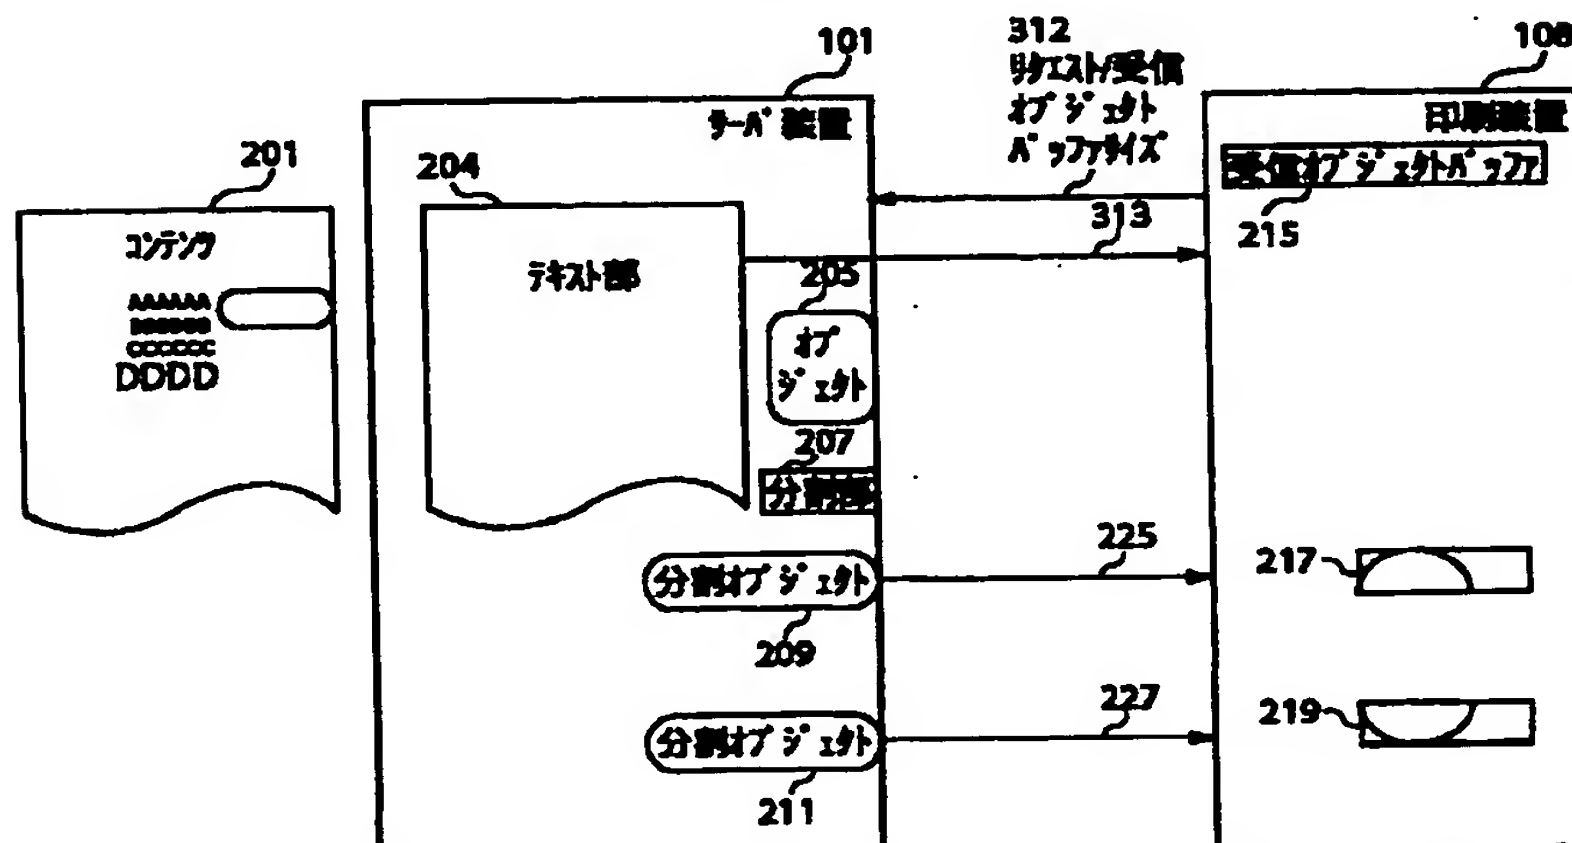 101
サーバ装置
312
リクエスト/受信
オブジェクト
バッファサイズ
108
印刷装置
受信オブジェクトバッファ
215
201
コンテンツ
AAAAAA
BBBBBB
CCCCCC
DDDD
204
テキスト部
313
205
オブ
ジェクト
207
分割部
225
分割オブジェクト
209
217
227
分割オブジェクト
211
219